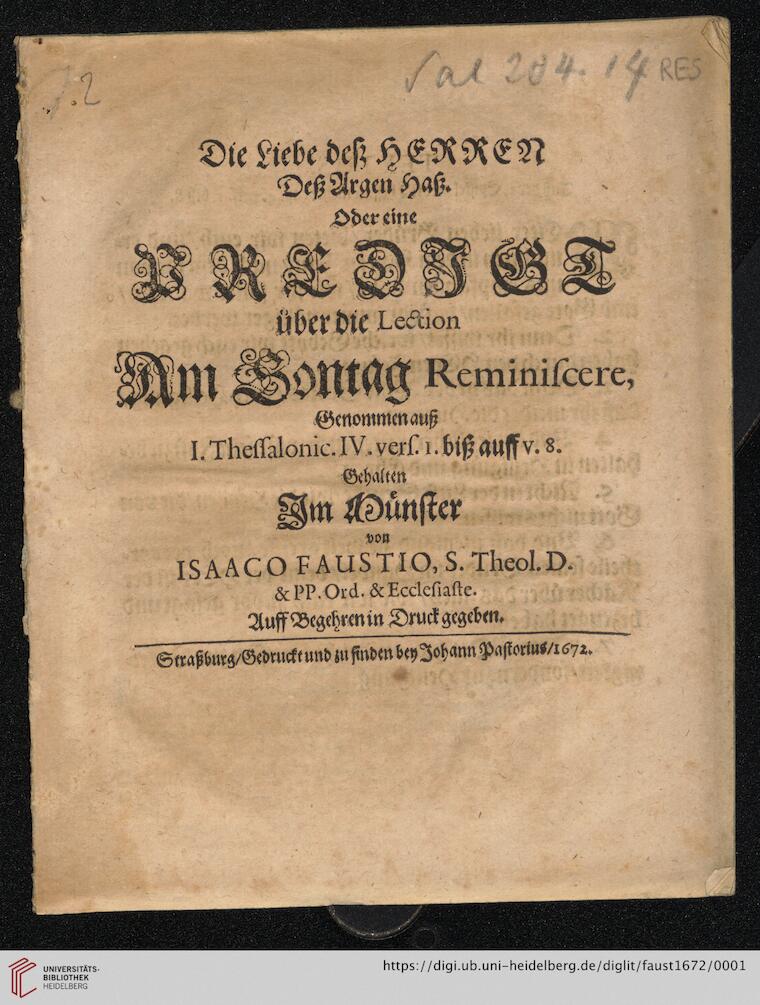 J.2
Sal 204.14 RES
Die Liebe deß HERREN
Deß Argen Haß.
Oder eine
PREDIGT
über die Lection
Am Sontag Reminiſcere,
Genommen auß
I. Theſſalonic. IV. verſ. 1. biß auff v. 8.
Gehalten
Im Münſter
von
ISAACO FAUSTIO, S. Theol. D.
& PP. Ord. & Eccleſiaſte.
Auff Begehren in Druck gegeben.
Straßburg/Gedruckt und zu finden bey Johann Paſtorius/1672.
UNIVERSITÄTS-
BIBLIOTHEK
HEIDELBERG
https://digi.ub.uni-heidelberg.de/diglit/faust1672/0001